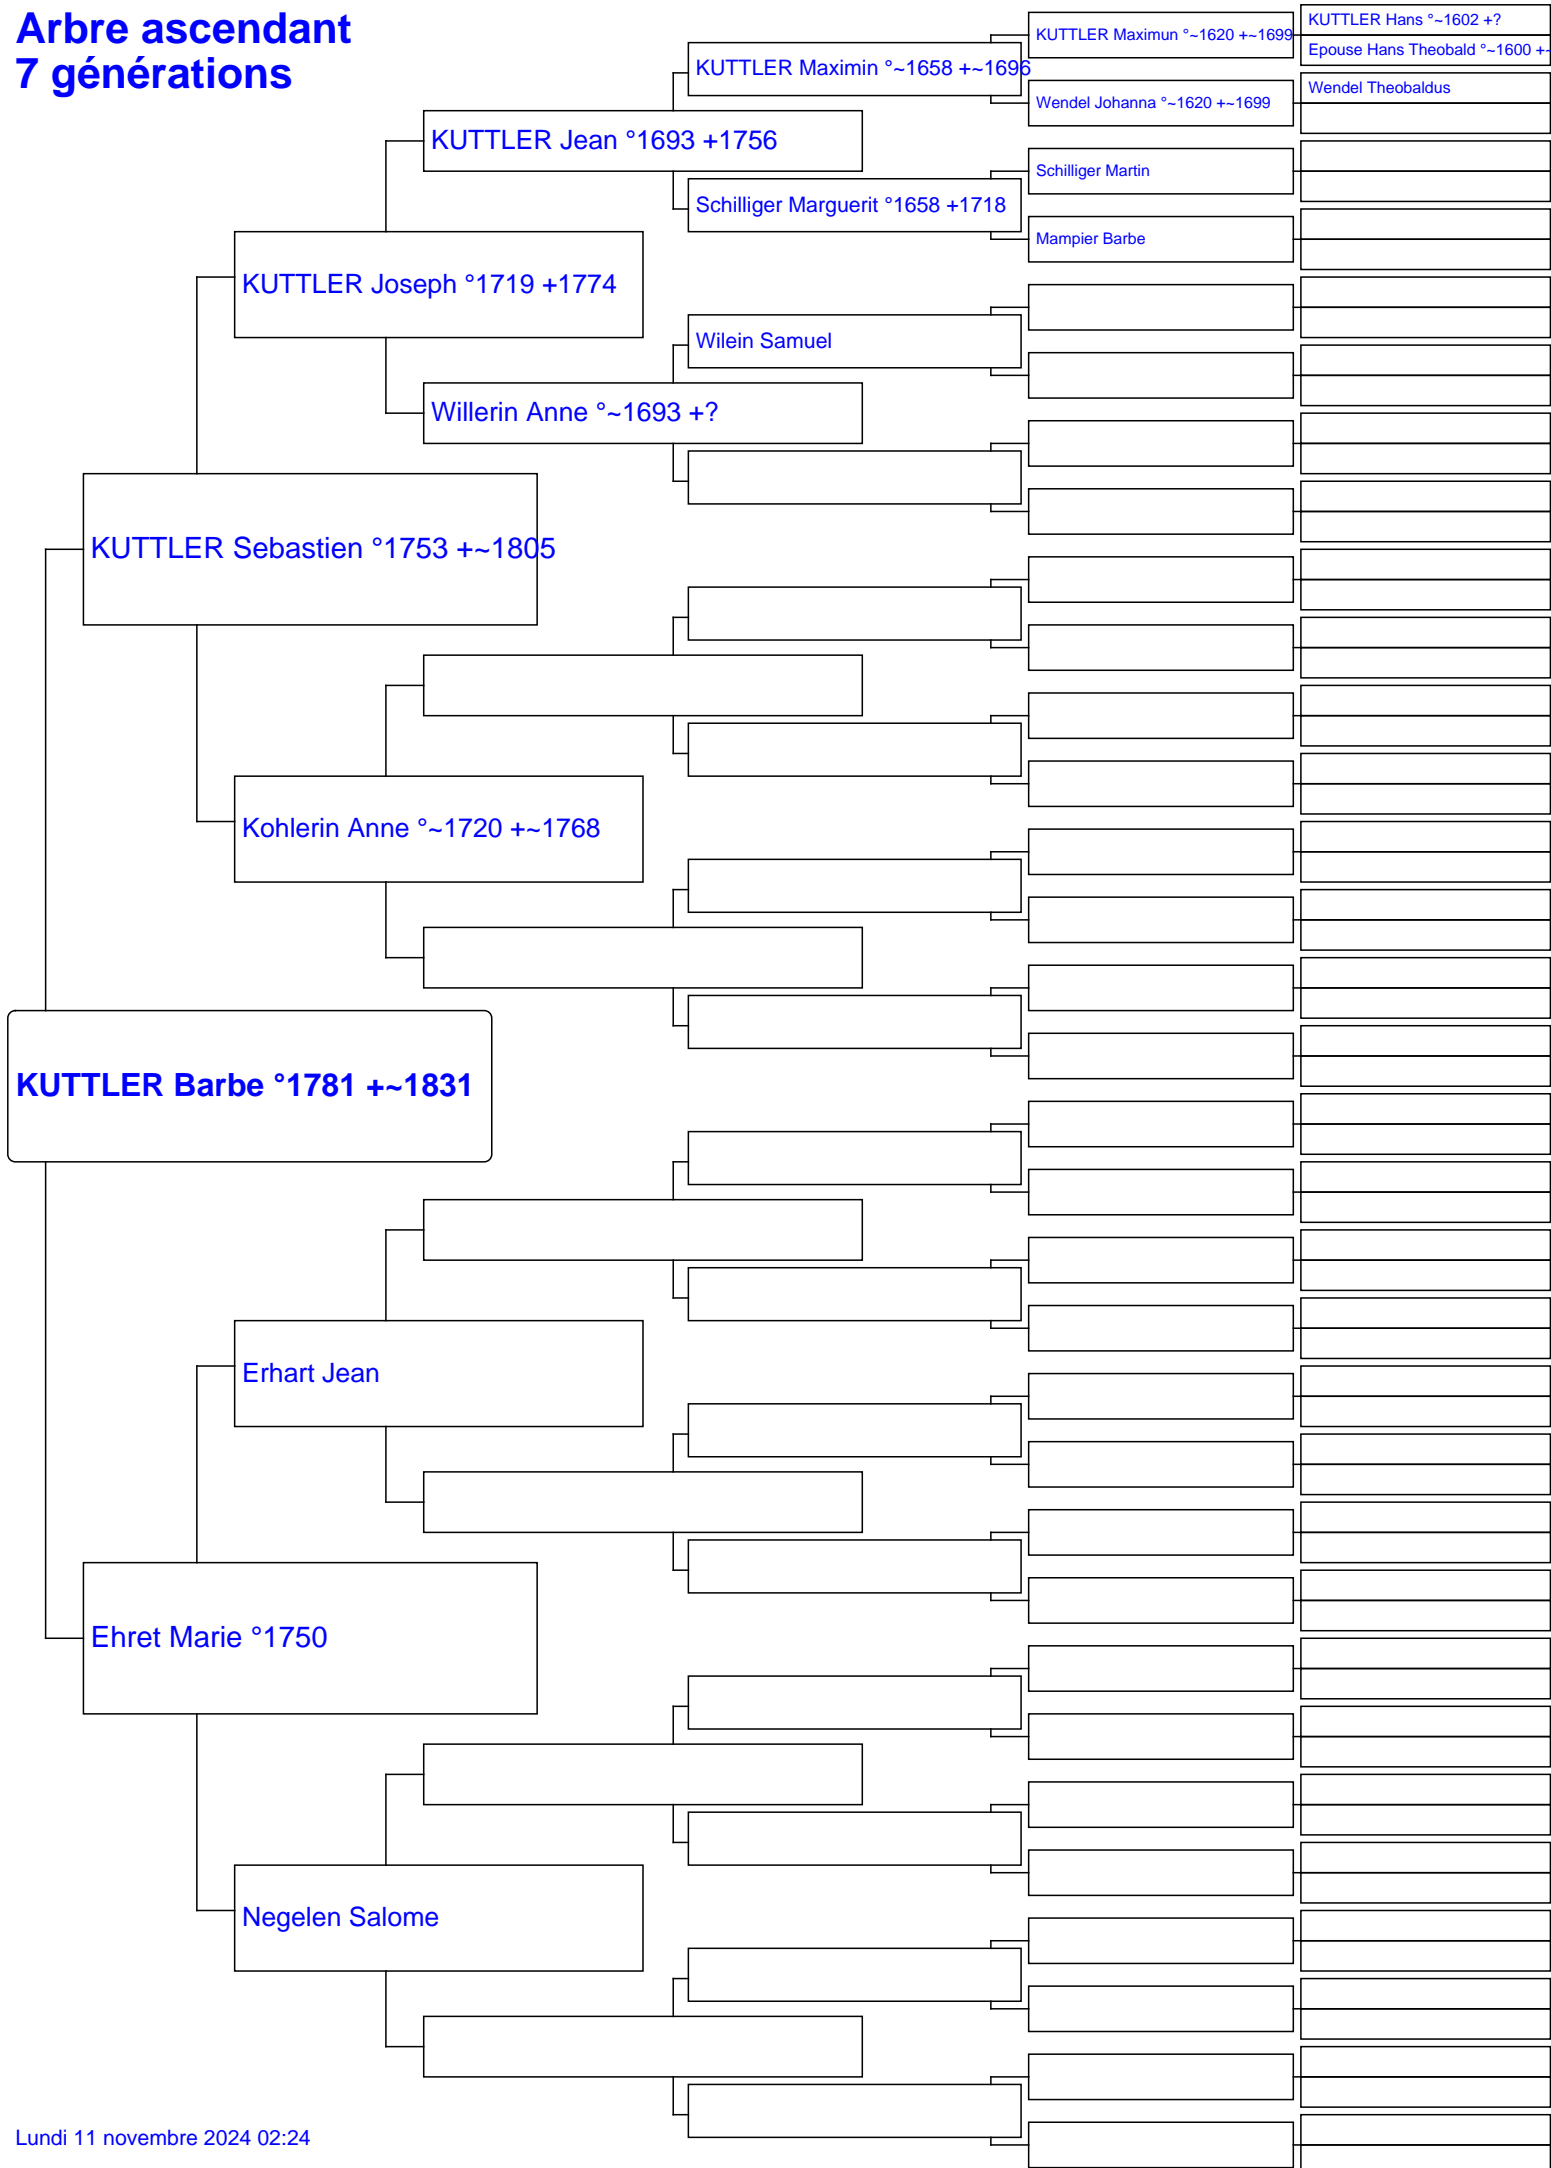 Arbre ascendant
7 générations
KUTTLER Hans °~1602 +?
KUTTLER Maximun °~1620 +~1699
Epouse Hans Theobald °~1600 +~
KUTTLER Maximin °~1658 +~1696
Wendel Theobaldus
Wendel Johanna °~1620 +~1699
KUTTLER Jean °1693 +1756
Schilliger Martin
Schilliger Marguerit °1658 +1718
Mampier Barbe
KUTTLER Joseph °1719 +1774
Wilein Samuel
Willerin Anne °~1693 +?
KUTTLER Sebastien °1753 +~1805
Kohlerin Anne °~1720 +~1768
KUTTLER Barbe °1781 +~1831
Erhart Jean
Ehret Marie °1750
Negelen Salome
Lundi 11 novembre 2024 02:24